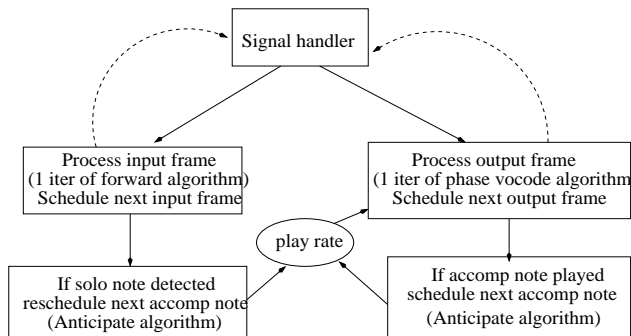 Signal handler
Process input frame
(1 iter of forward algorithm)
Schedule next input frame
Process output frame
(1 iter of phase vocode algorithm
Schedule next output frame
play rate
If solo note detected
reschedule next accomp note
(Anticipate algorithm)
If accomp note played
schedule next accomp note
(Anticipate algorithm)